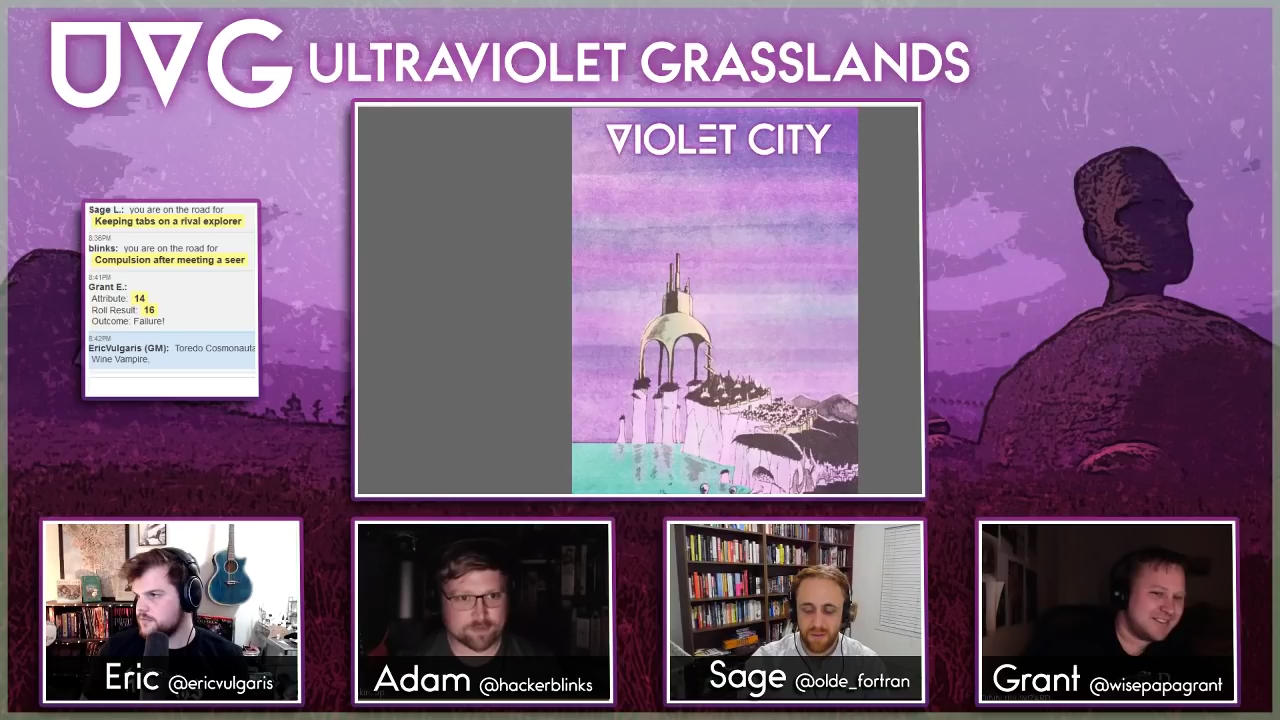 UVG ULTRAVIOLET GRASSLANDS
VIOLET CITY
Sage L.: you are on the road for
Keeping tabs on a rival explorer
8:36PM
blinks: you are on the road for
Compulsion after meeting a seer
8:41PM
Grant E.:
Attribute: 14
Roll Result: 16
Outcome: Failure!
8:42PM
EricVulgaris (GM): Toredo Cosmonauta
Wine Vampire,
Eric @ericvulgaris
Adam @hackerblinks
Sage @olde_fortran
Grant @wisepapagrant